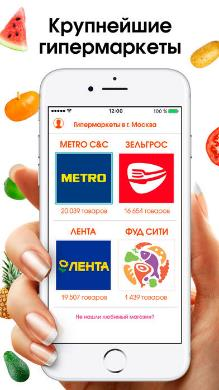 Крупнейшие
гипермаркеты
12:00
100 %
Гипермаркеты в г. Москва
METRO C&C
ЗЕЛЬГРОС
METRO
20 039 товаров
16 654 товаров
ЛЕНТА
ФУД СИТИ
ЛЕНТА
19 507 товаров
1 439 товаров
Не нашли любимый магазин?